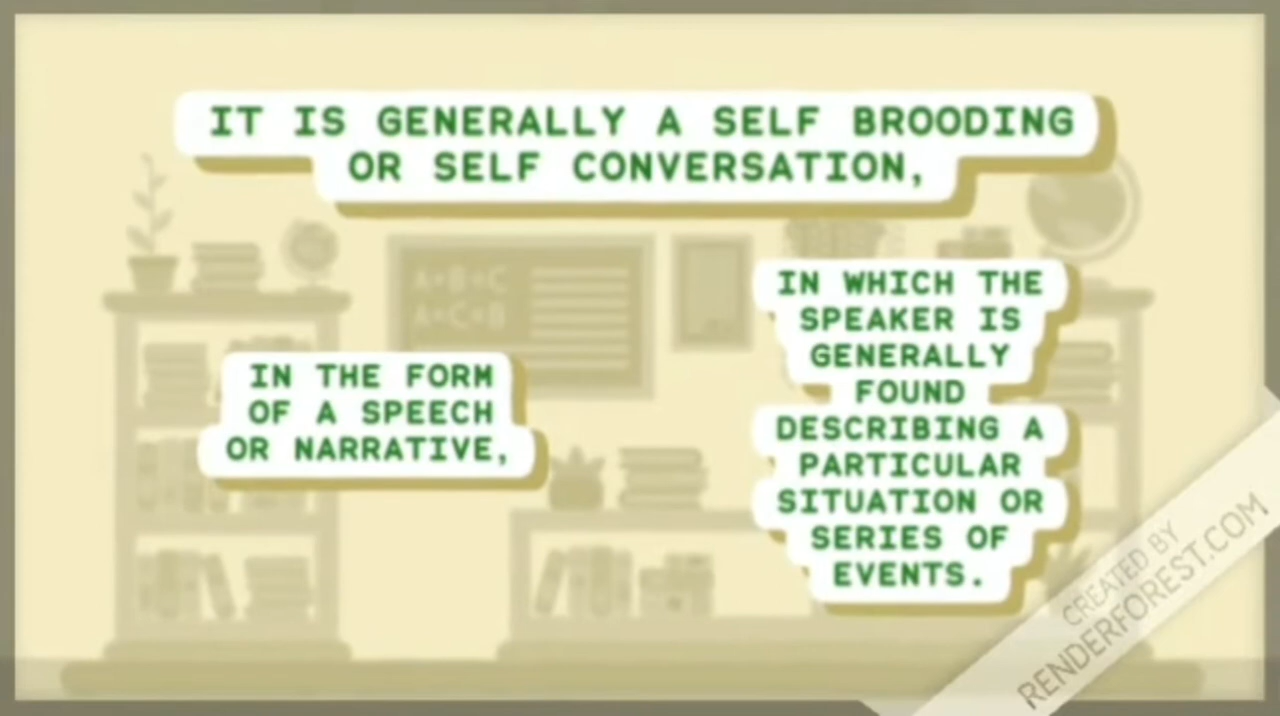 IT IS GENERALLY A SELF BROODING
OR SELF CONVERSATION,
IN THE FORM
OF A SPEECH
OR NARRATIVE,
IN WHICH THE
SPEAKER IS
GENERALLY
FOUND
DESCRIBING A
PARTICULAR
SITUATION OR
SERIES OF
EVENTS.
A+B=C
A=C=B
CREATED BY
RENDERFOREST.COM